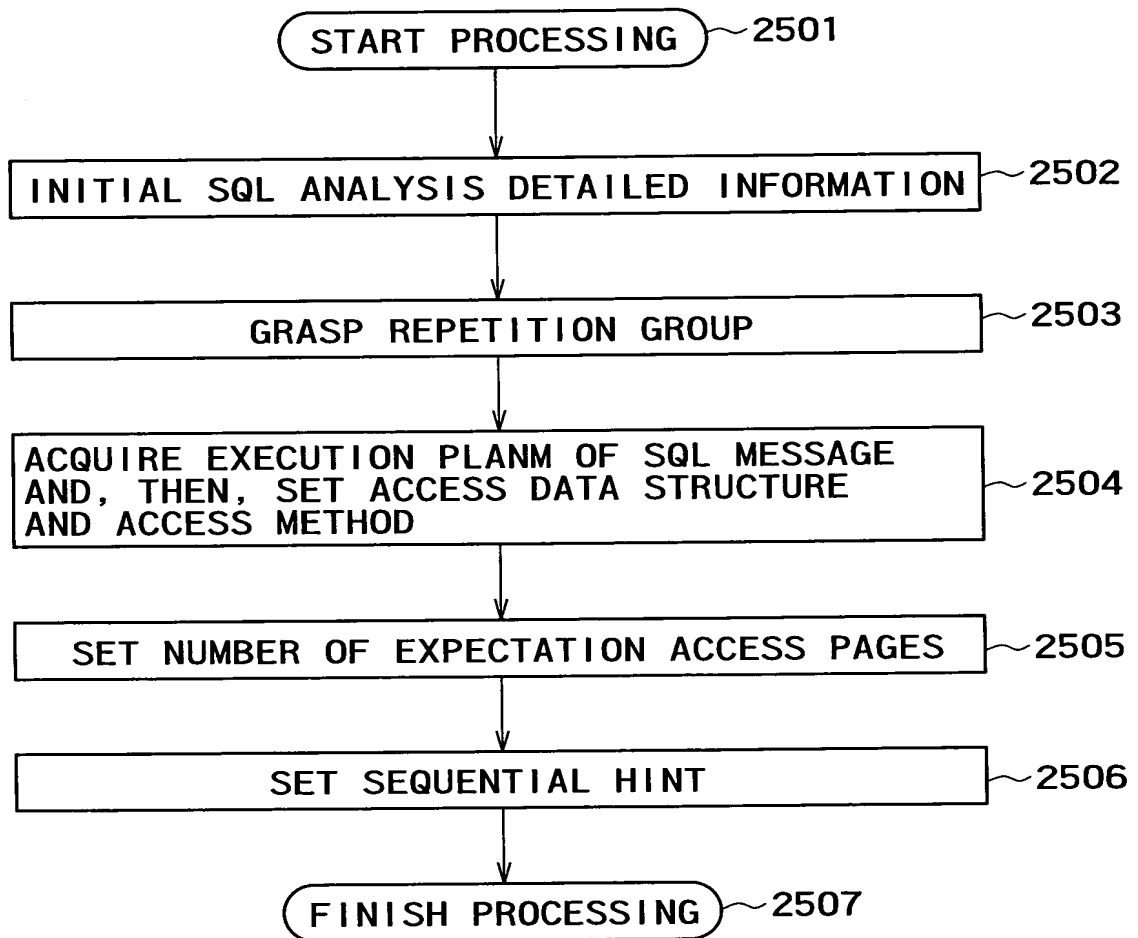 START PROCESSING
2501
INITIAL SQL ANALYSIS DETAILED INFORMATION
2502
GRASP REPETITION GROUP
2503
ACQUIRE EXECUTION PLANM OF SQL MESSAGE
AND, THEN, SET ACCESS DATA STRUCTURE
AND ACCESS METHOD
2504
SET NUMBER OF EXPECTATION ACCESS PAGES
2505
SET SEQUENTIAL HINT
2506
FINISH PROCESSING
2507